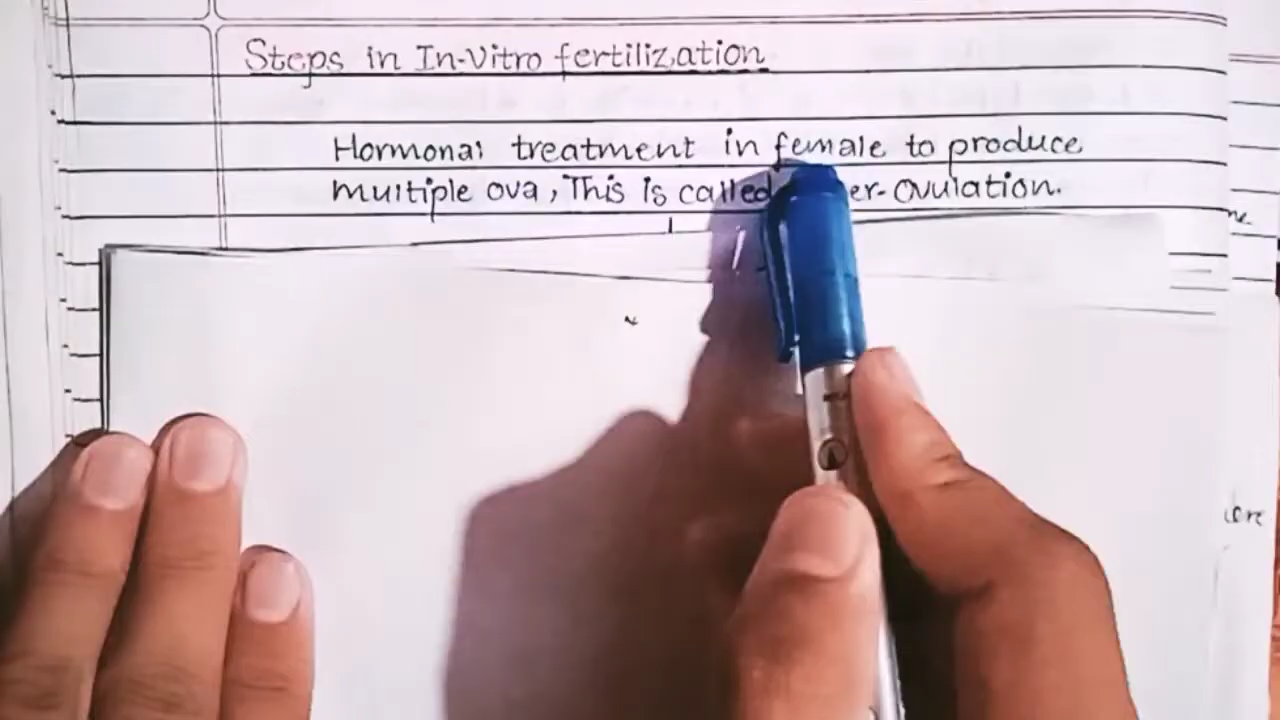 Steps in In-Vitro fertilization
Hormonal treatment in female to produce
multiple ova, This is called er-Ovulation.